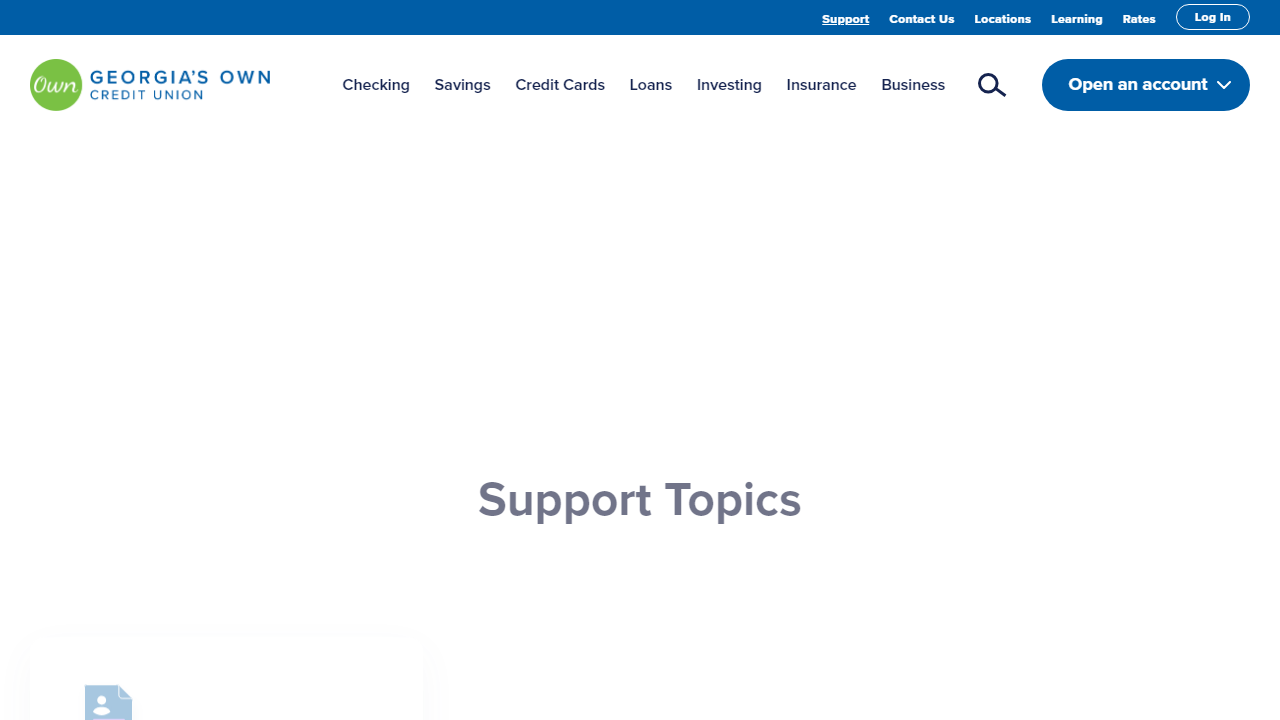 Support Contact Us Locations Learning Rates Log In
Own GEORGIA'S OWN
CREDIT UNION
Checking Savings Credit Cards Loans Investing Insurance Business Open an account
Support Topics